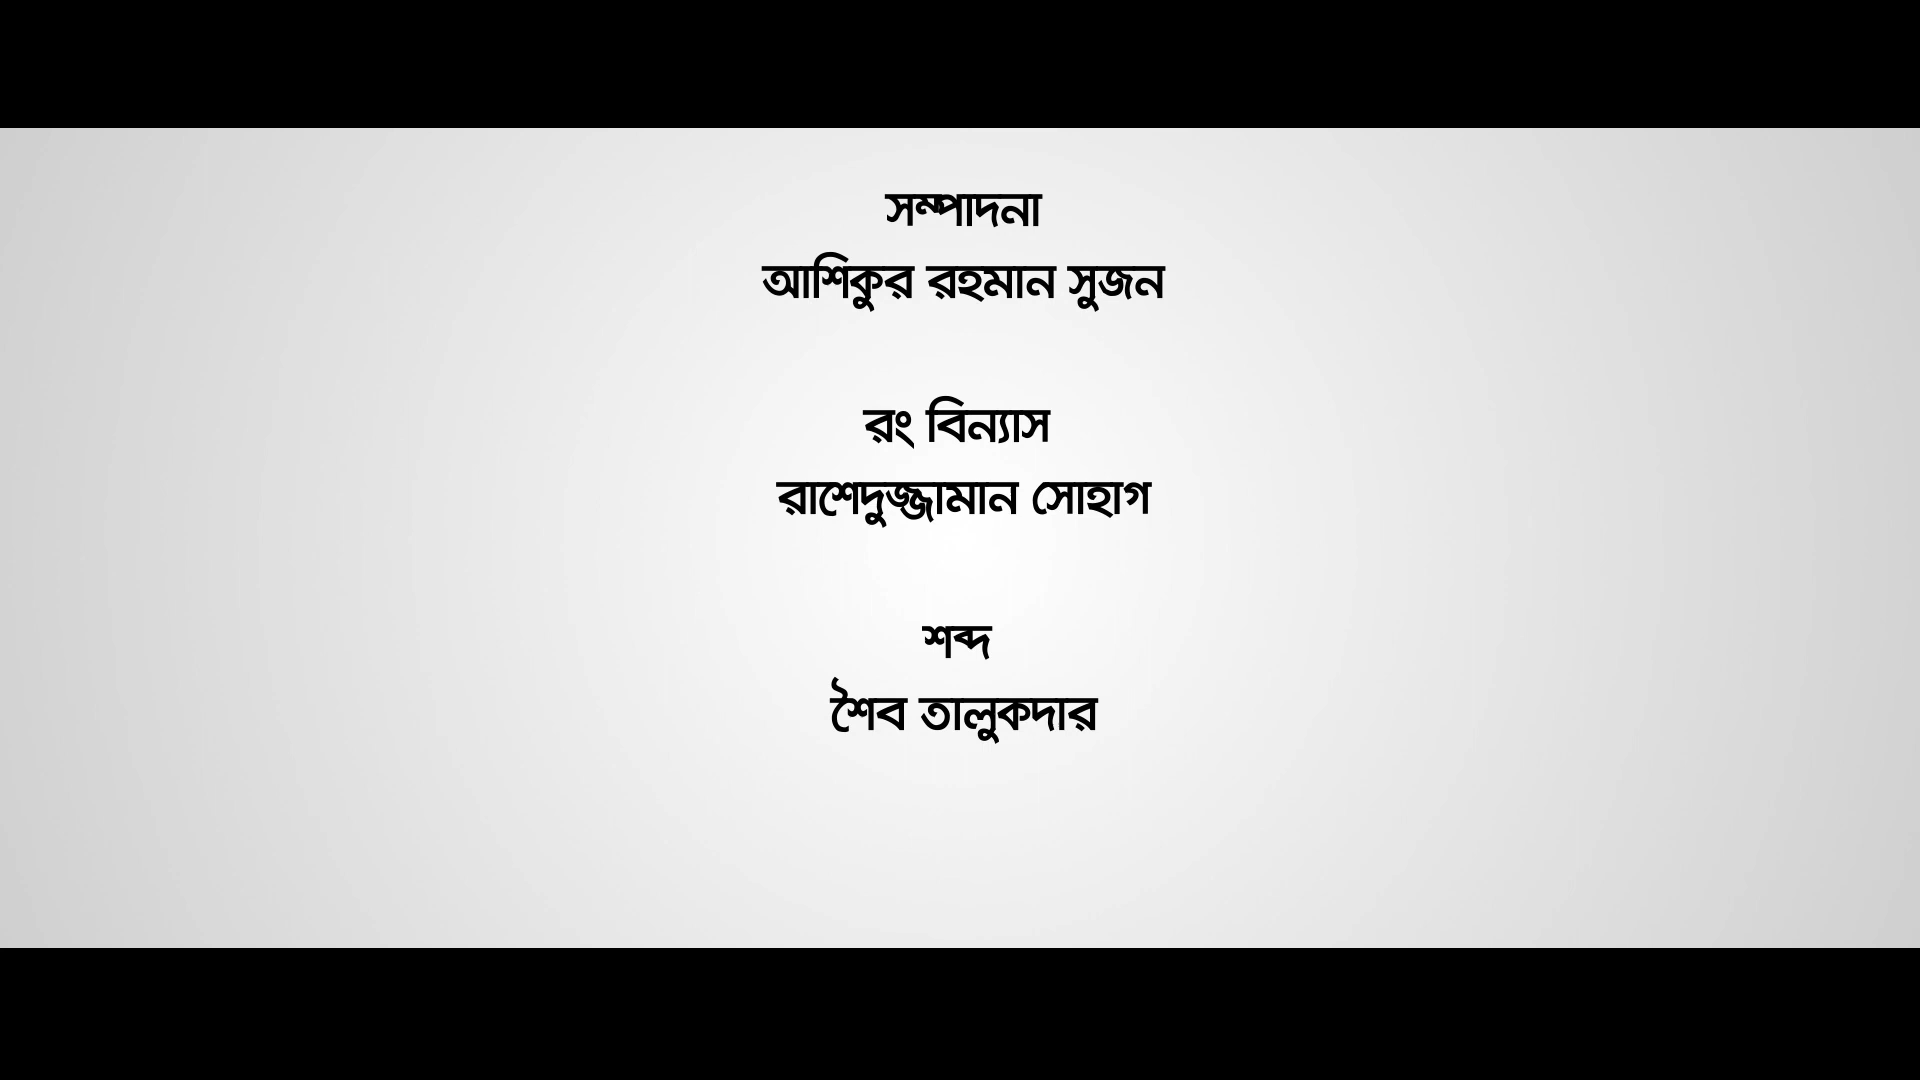 সম্পাদনা
আশিকুর রহমান সুজন
রং বিন্যাস
রাশেদুজ্জামান সোহাগ
শব্দ
শৈব তালুকদার